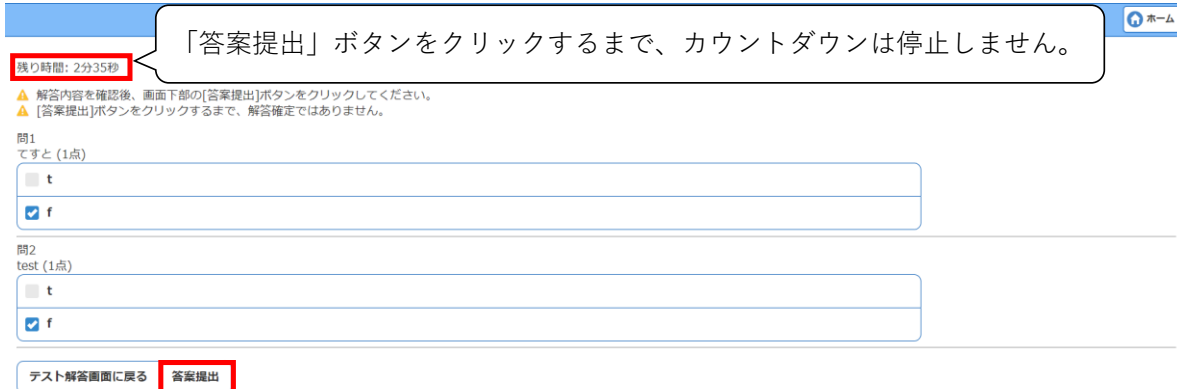 「答案提出」ボタンをクリックするまで、カウントダウンは停止しません。
ホーム
残り時間: 2分35秒
解答内容を確認後、画面下部の[答案提出]ボタンをクリックしてください。
[答案提出]ボタンをクリックするまで、解答確定ではありません。
問1
てすと (1点)
t
f
問2
test (1点)
t
f
テスト解答画面に戻る 答案提出